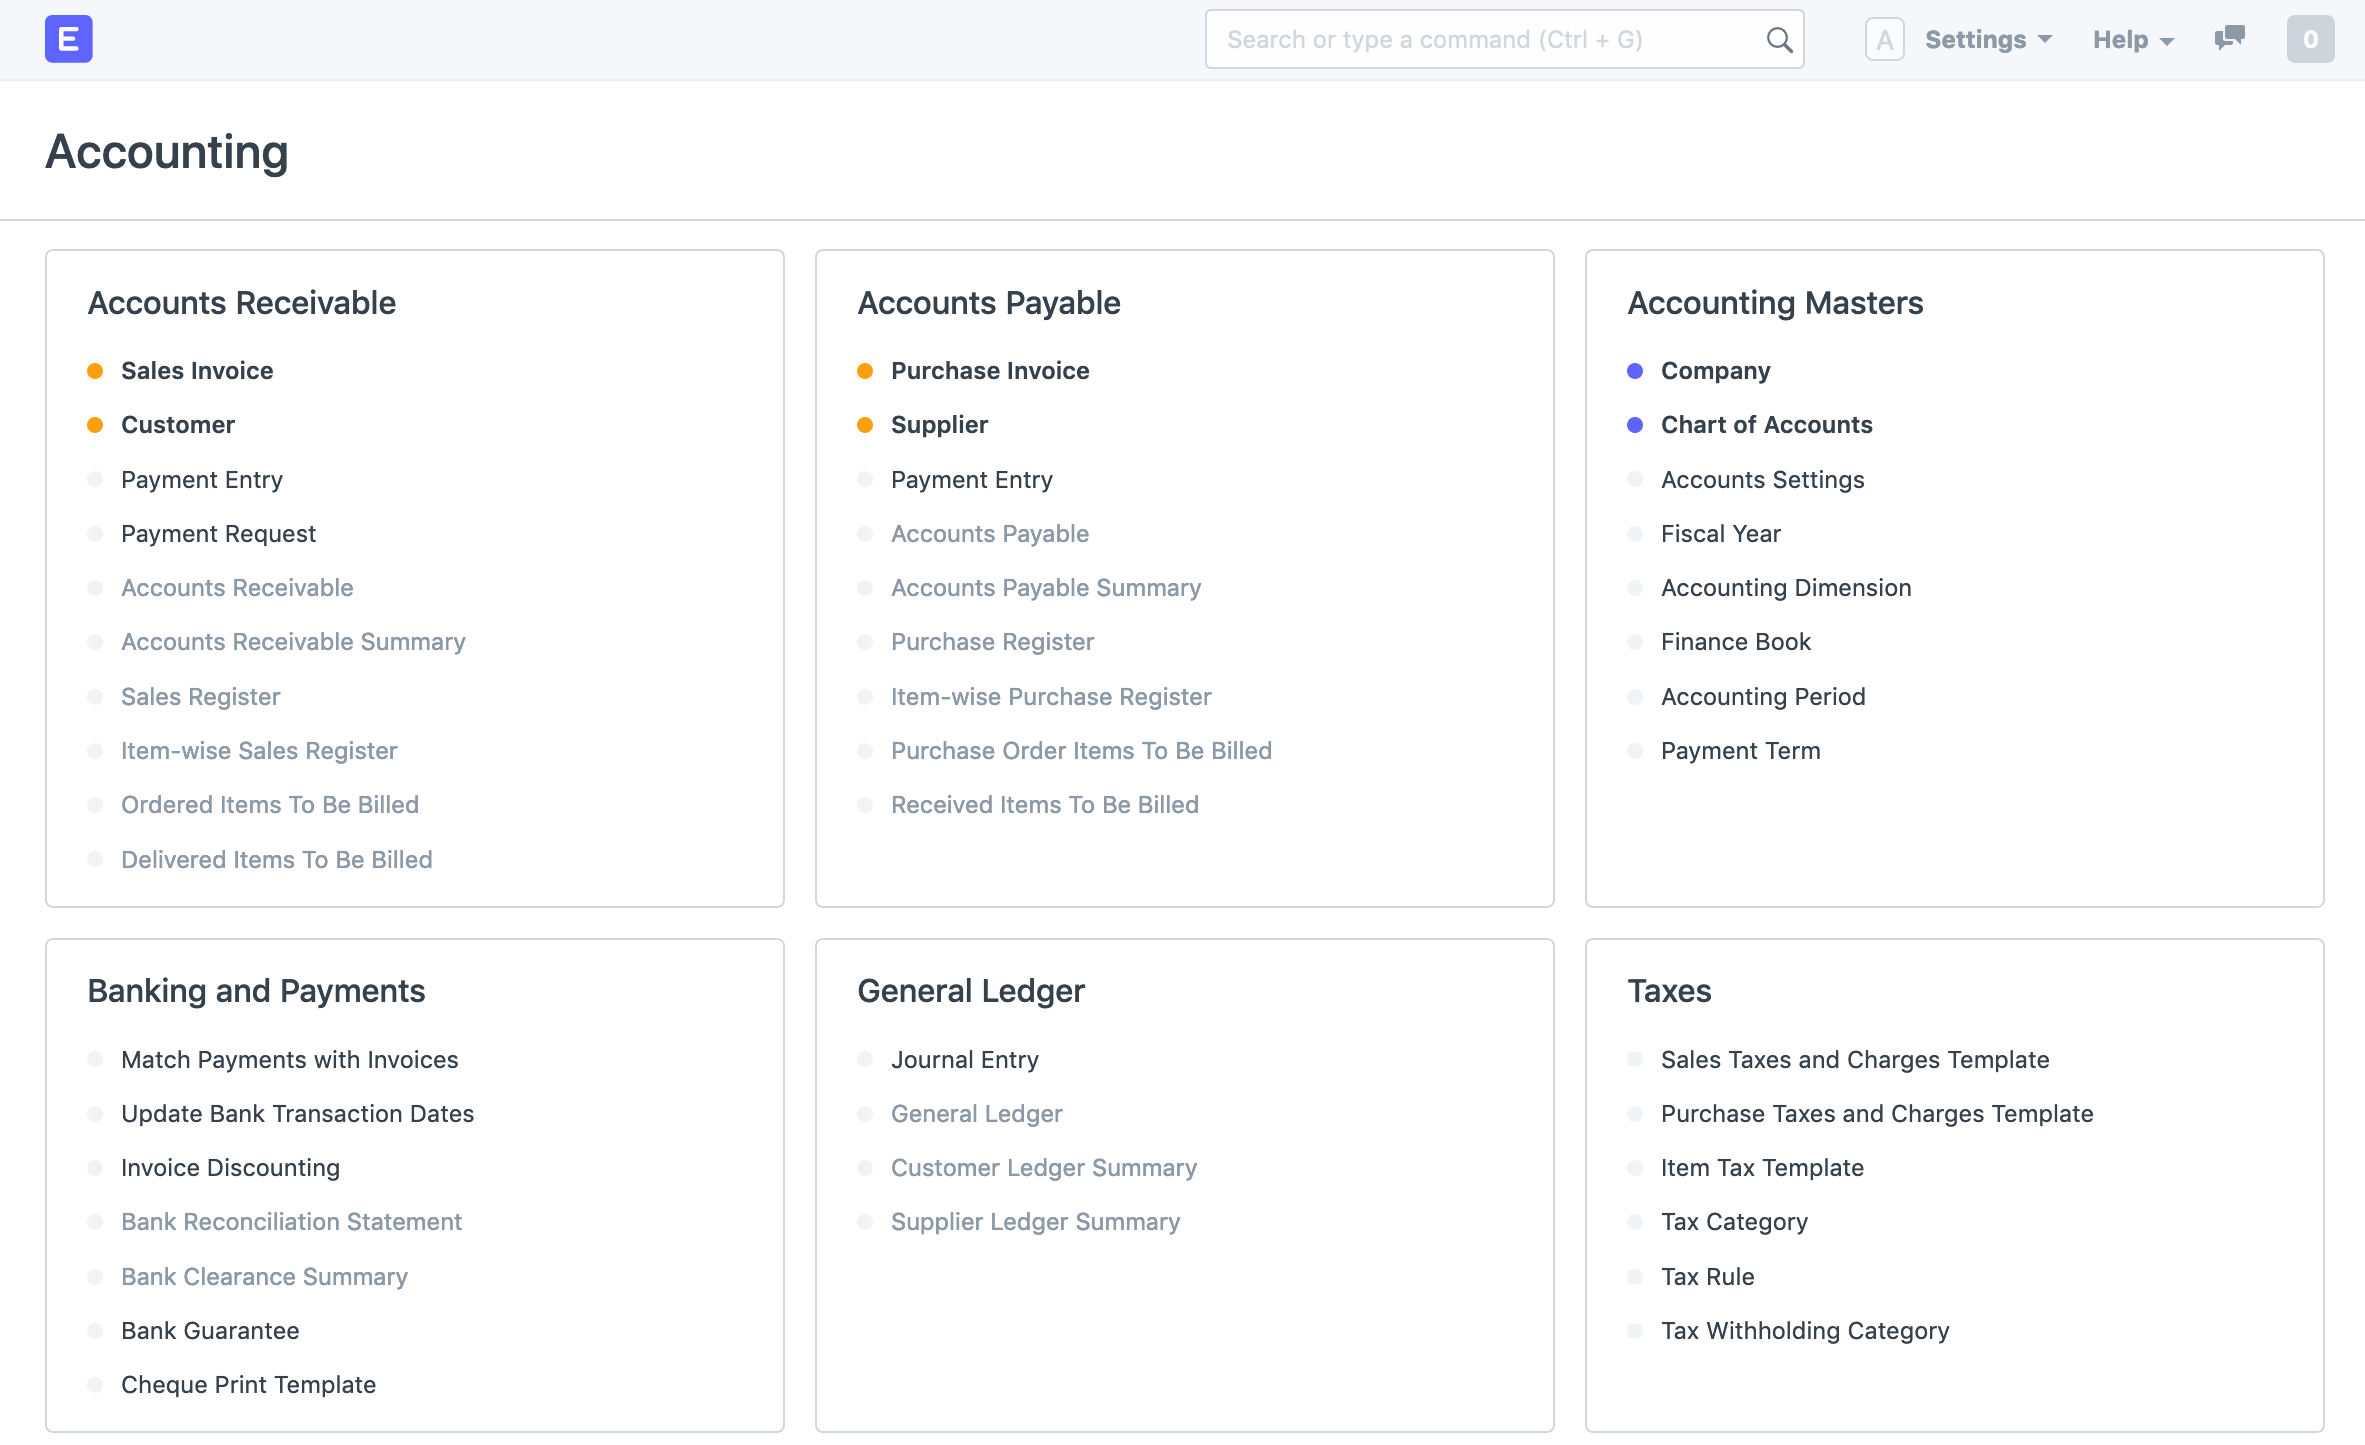 E
Search or type a command (Ctrl + G)
A
Settings
Help
0
Accounting
Accounts Receivable
Sales Invoice
Customer
Payment Entry
Payment Request
Accounts Receivable
Accounts Receivable Summary
Sales Register
Item-wise Sales Register
Ordered Items To Be Billed
Delivered Items To Be Billed
Accounts Payable
Purchase Invoice
Supplier
Payment Entry
Accounts Payable
Accounts Payable Summary
Purchase Register
Item-wise Purchase Register
Purchase Order Items To Be Billed
Received Items To Be Billed
Accounting Masters
Company
Chart of Accounts
Accounts Settings
Fiscal Year
Accounting Dimension
Finance Book
Accounting Period
Payment Term
Banking and Payments
Match Payments with Invoices
Update Bank Transaction Dates
Invoice Discounting
Bank Reconciliation Statement
Bank Clearance Summary
Bank Guarantee
Cheque Print Template
General Ledger
Journal Entry
General Ledger
Customer Ledger Summary
Supplier Ledger Summary
Taxes
Sales Taxes and Charges Template
Purchase Taxes and Charges Template
Item Tax Template
Tax Category
Tax Rule
Tax Withholding Category